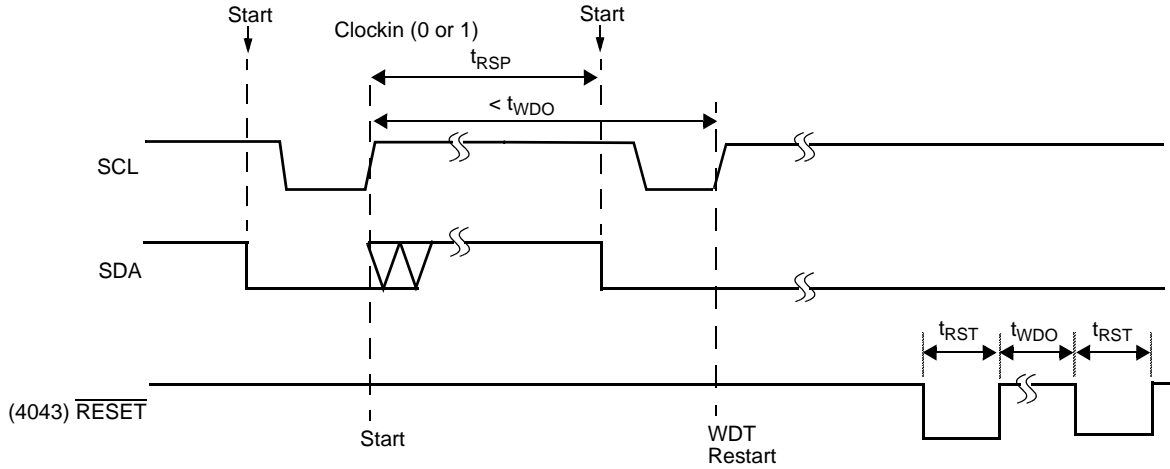 Start
Start
Clockin (0 or 1)
tRSP
< tWDO
SCL
SDA
tRST
tWDO
tRST
(4043) RESET
Start
WDT
Restart